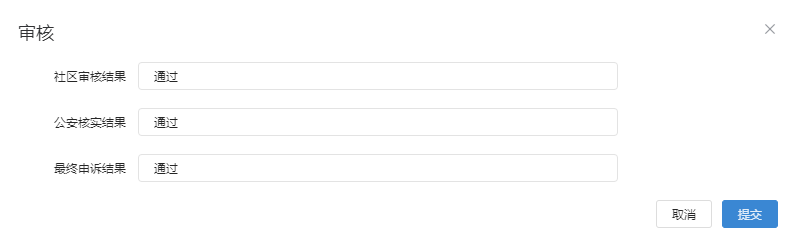 审核
社区审核结果 通过
公安核实结果 通过
最终申诉结果 通过
取消 提交